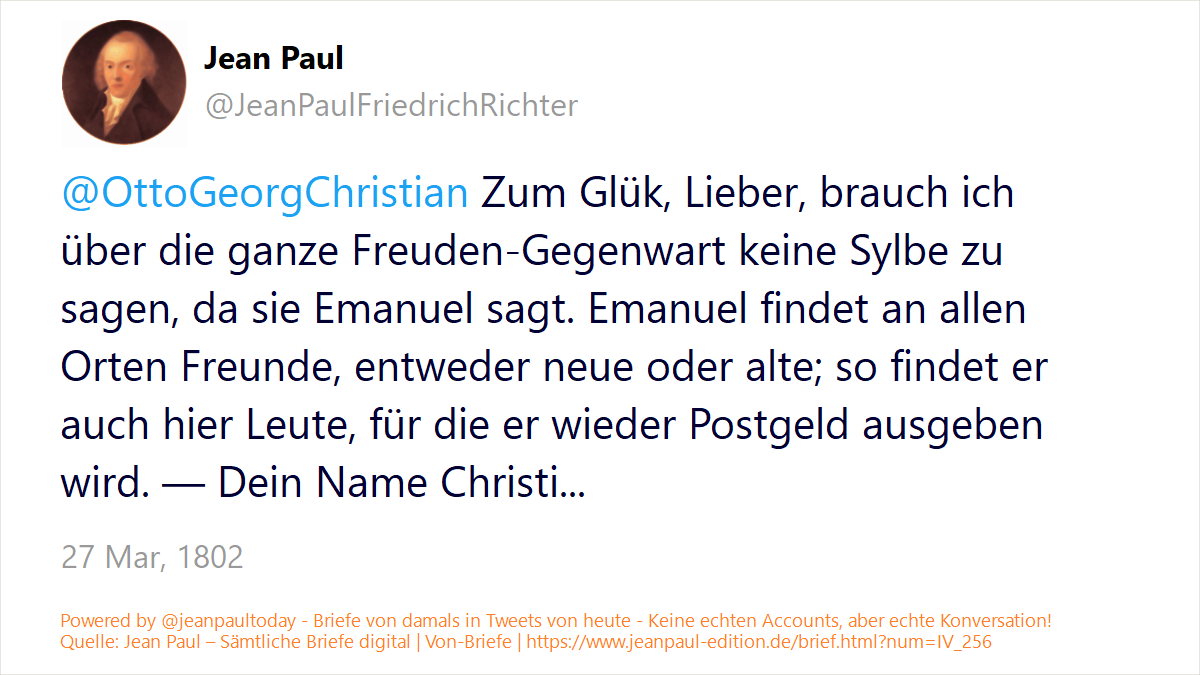 Jean Paul
@JeanPaulFriedrichRichter
@OttoGeorgChristian Zum Glük, Lieber, brauch ich
über die ganze Freuden-Gegenwart keine Sylbe zu
sagen, da sie Emanuel sagt. Emanuel findet an allen
Orten Freunde, entweder neue oder alte; so findet er
auch hier Leute, für die er wieder Postgeld ausgeben
wird. — Dein Name Christi...
27 Mar, 1802
Powered by @jeanpaultoday - Briefe von damals in Tweets von heute - Keine echten Accounts, aber echte Konversation!
Quelle: Jean Paul – Sämtliche Briefe digital | Von-Briefe | https://www.jeanpaul-edition.de/brief.html?num=IV_256